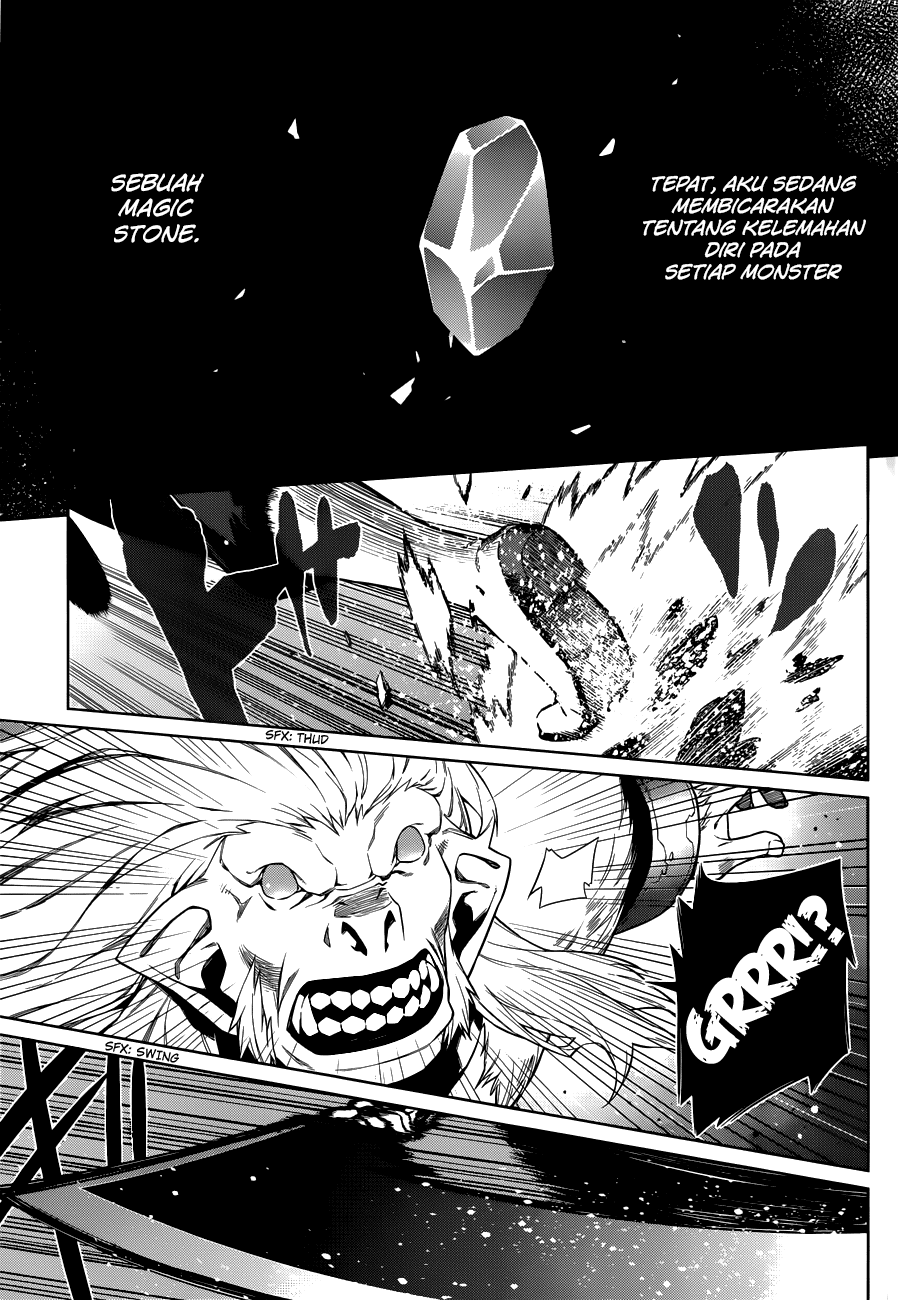 TEPAT, AKU SEDANG
MEMBICARAKAN
TENTANG KELEMAHAN
DIRI PADA
SETIAP MONSTER
SEBUAH
MAGIC
STONE.
SFX: THUD
GRRR!?
SFX: SWING